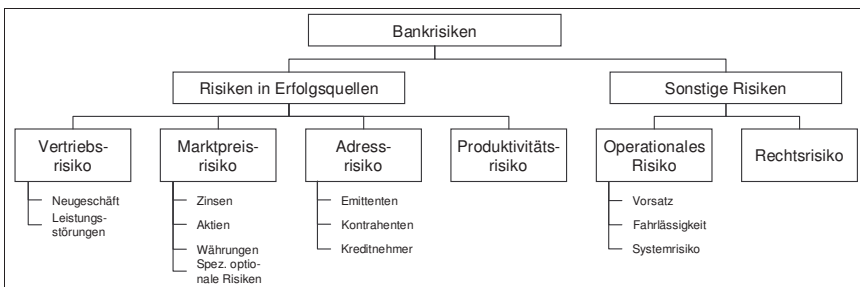 Bankrisiken
Risiken in Erfolgsquellen
Sonstige Risiken
Vertriebs-
risiko
Marktpreis-
risiko
Adress-
risiko
Produktivitäts-
risiko
Operationales
Risiko
Rechtsrisiko
Neugeschäft
Leistungs-
störungen
Zinsen
Aktien
Währungen
Spez. optio-
nale Risiken
Emittenten
Kontrahenten
Kreditnehmer
Vorsatz
Fahrlässigkeit
Systemrisiko